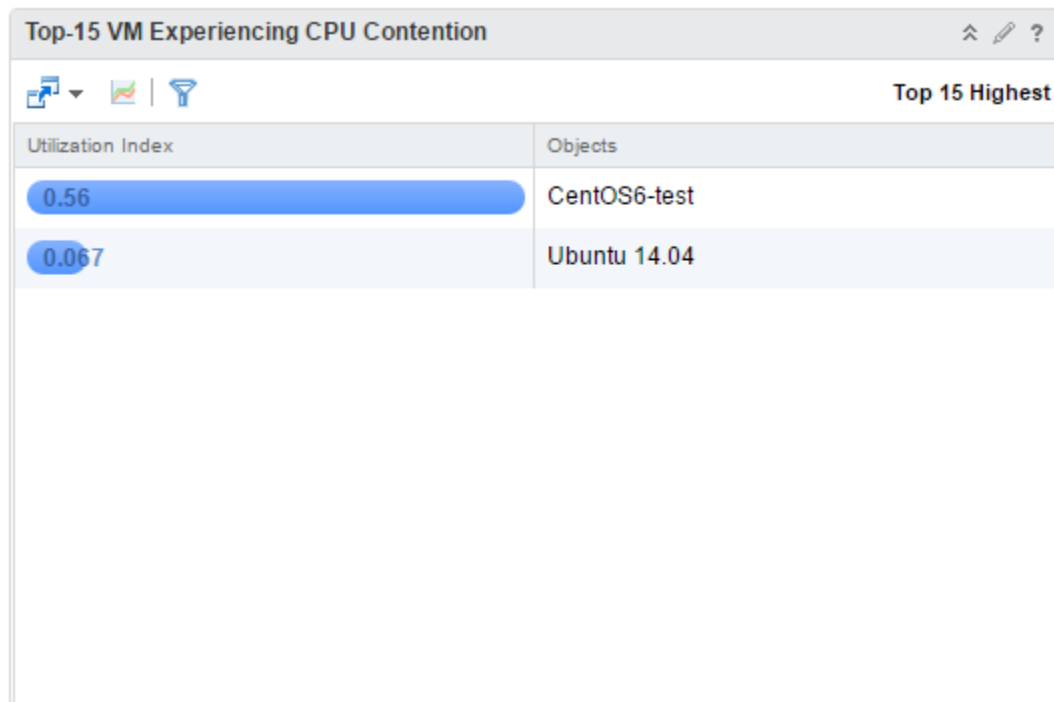 Top-15 VM Experiencing CPU Contention ?
Top 15 Highest
Utilization Index Objects
0.56 CentOS6-test
0.067 Ubuntu 14.04